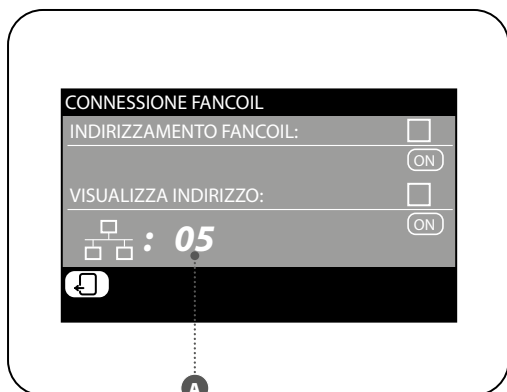 CONNESSIONE FANCOIL
INDIRIZZAMENTO FANCOIL:
ON
VISUALIZZA INDIRIZZO:
ON
: 05
A